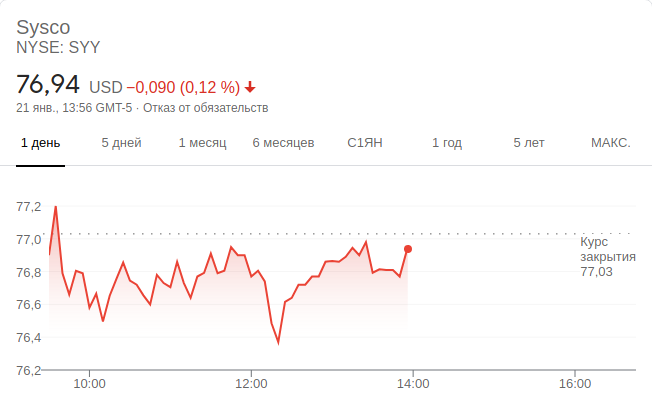 Sysco
NYSE: SYY
76,94 USD −0,090 (0,12 %)
21 янв., 13:56 GMT-5 · Отказ от обязательств
1 день 5 дней 1 месяц 6 месяцев С1ЯН 1 год 5 лет МАКС.
77,2
77,0
76,8
76,6
76,4
76,2
Курс
закрытия
77,03
10:00 12:00 14:00 16:00